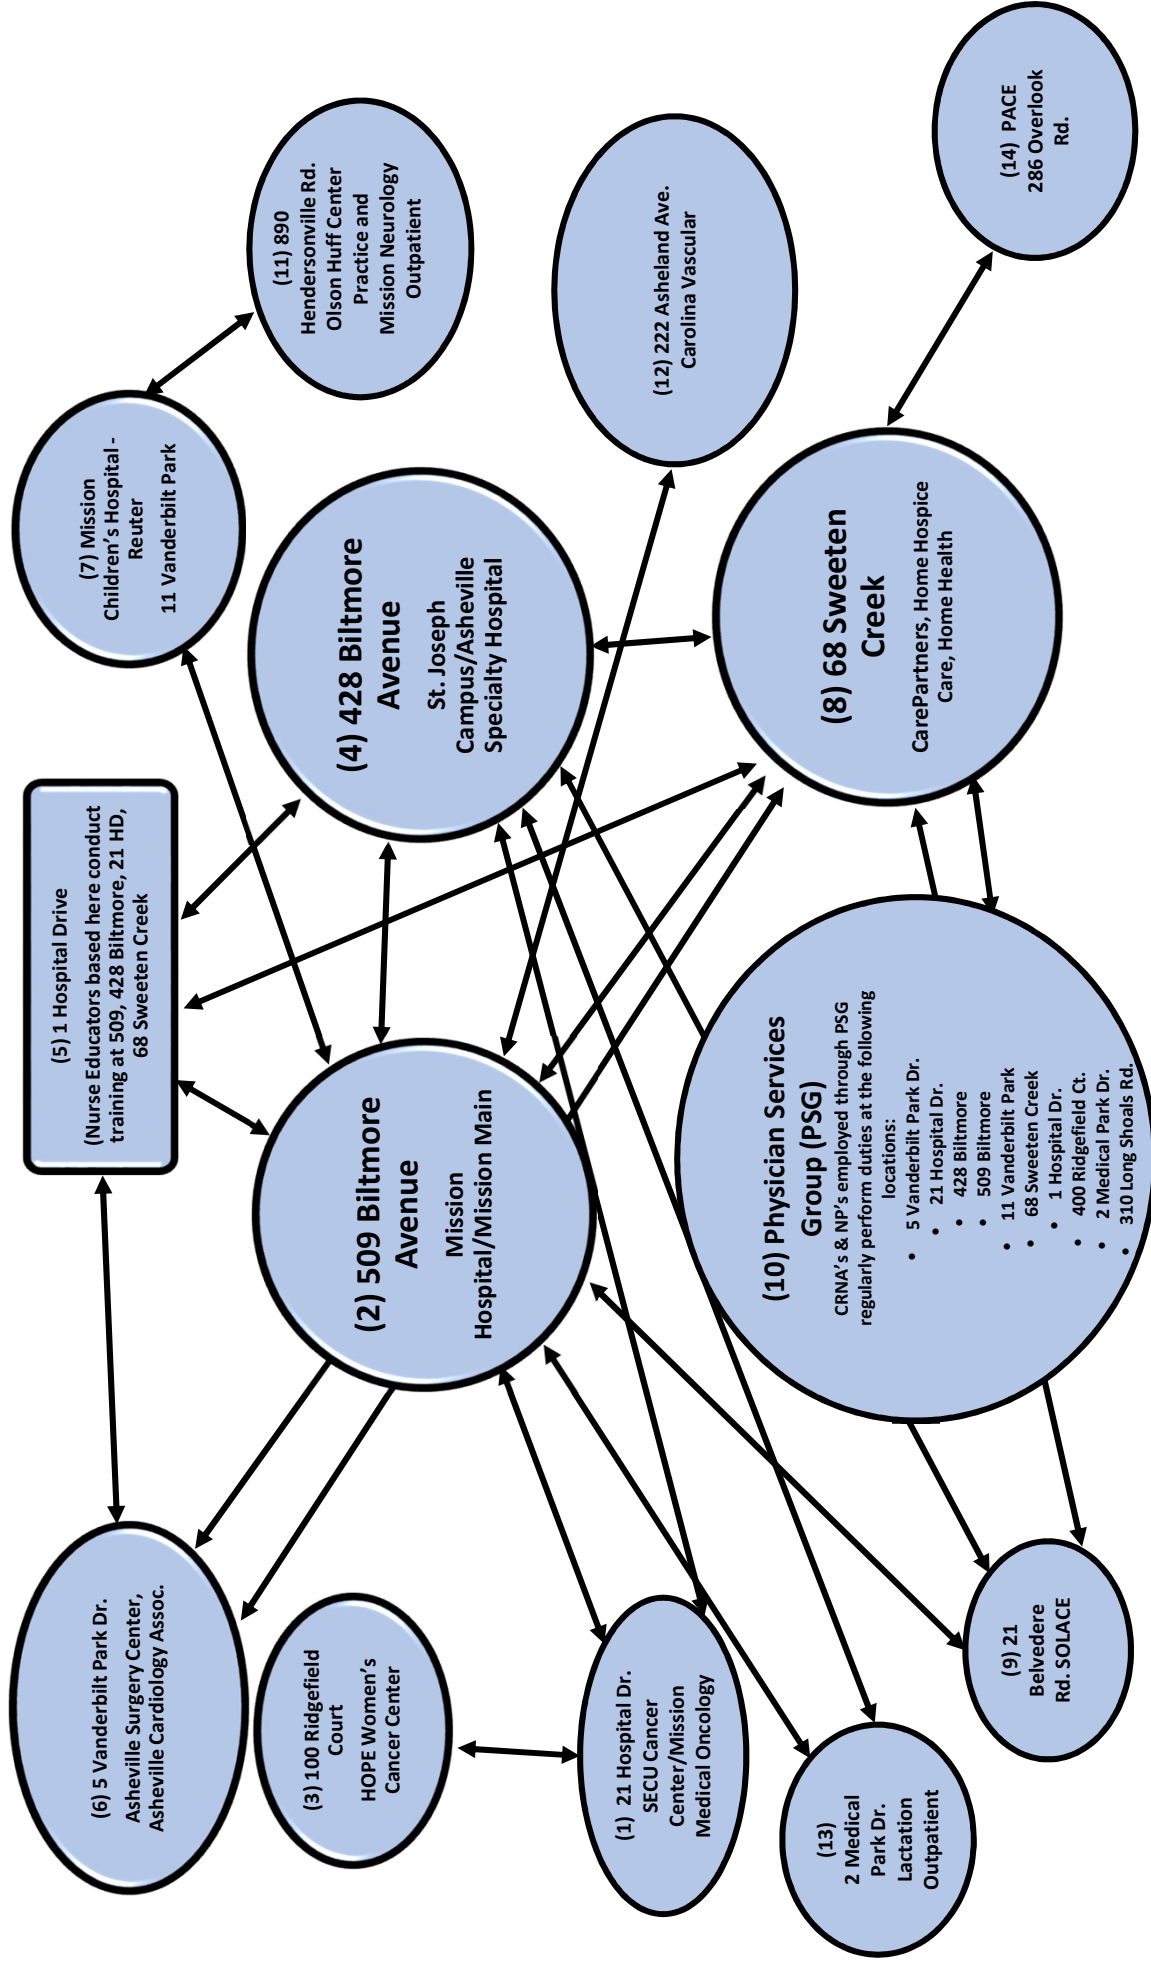 (6) 5 Vanderbilt Park Dr.
Asheville Surgery Center,
Asheville Cardiology Assoc.
(5) 1 Hospital Drive
(Nurse Educators based here conduct
training at 509, 428 Biltmore, 21 HD,
68 Sweeten Creek
(7) Mission
Children's Hospital -
Reuter
11 Vanderbilt Park
(3) 100 Ridgefield
Court
HOPE Women's
Cancer Center
(2) 509 Biltmore
Avenue
Mission
Hospital/Mission Main
(4) 428 Biltmore
Avenue
St. Joseph
Campus/Asheville
Specialty Hospital
(11) 890
Hendersonville Rd.
Olson Huff Center
Practice and
Mission Neurology
Outpatient
(1) 21 Hospital Dr.
SECU Cancer
Center/Mission
Medical Oncology
(12) 222 Asheland Ave.
Carolina Vascular
(13)
2 Medical
Park Dr.
Lactation
Outpatient
(10) Physician Services
Group (PSG)
CRNA's & NP's employed through PSG
regularly perform duties at the following
locations:
• 5 Vanderbilt Park Dr.
• 21 Hospital Dr.
• 428 Biltmore
• 509 Biltmore
• 11 Vanderbilt Park
• 68 Sweeten Creek
• 1 Hospital Dr.
• 400 Ridgefield Ct.
• 2 Medical Park Dr.
• 310 Long Shoals Rd.
(8) 68 Sweeten
Creek
CarePartners, Home Hospice
Care, Home Health
(9) 21
Belvedere
Rd. SOLACE
(14) PACE
286 Overlook
Rd.